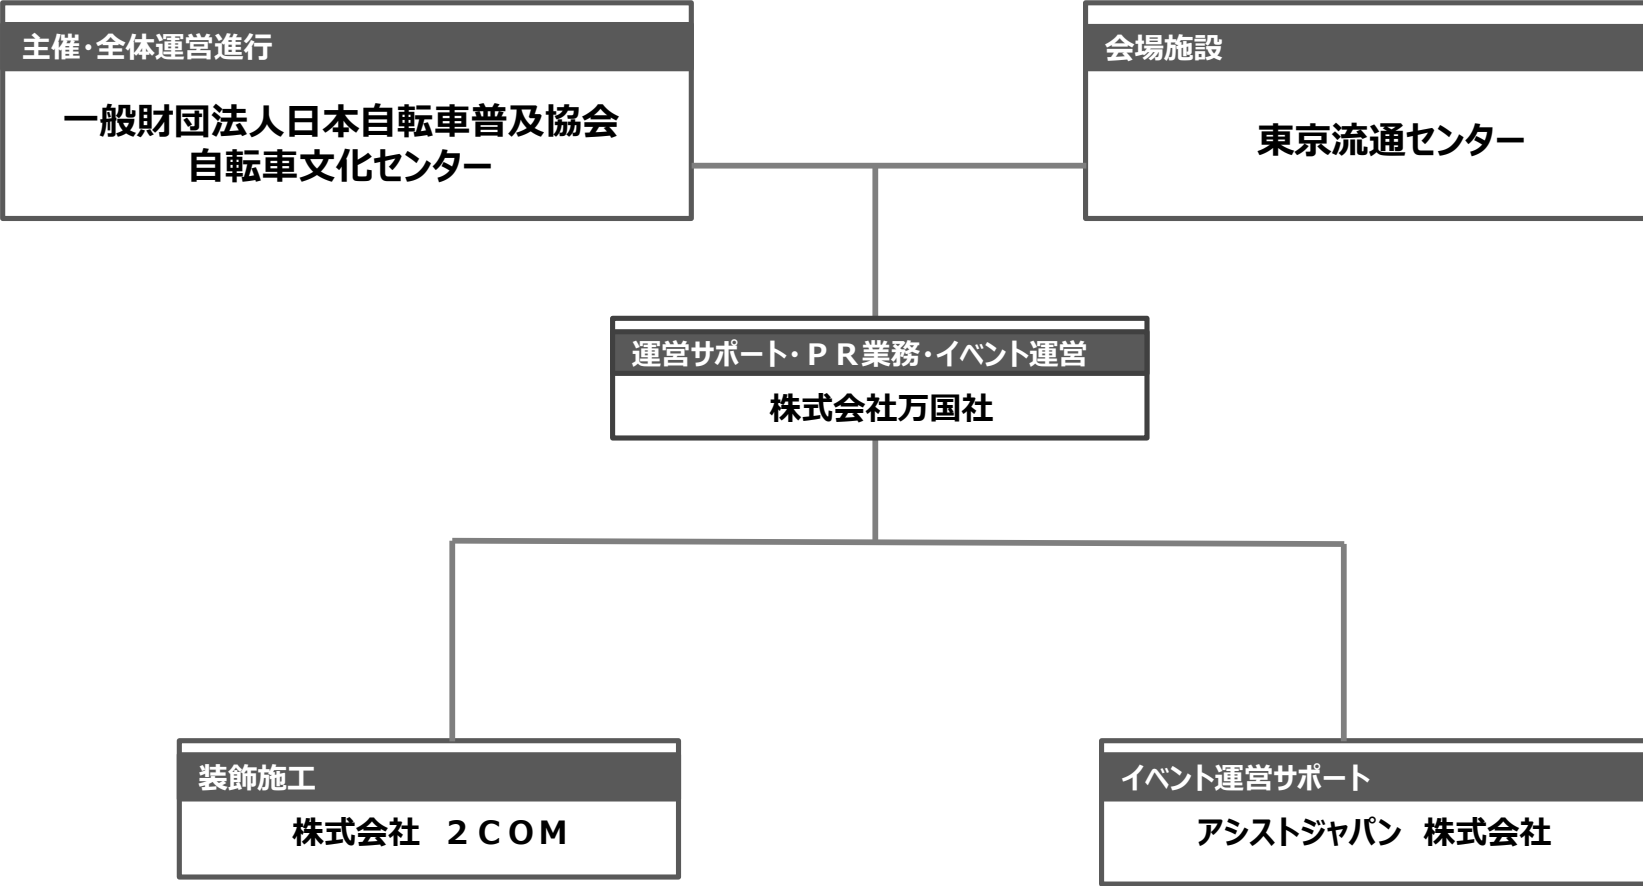 主催・全体運営進行
一般財団法人日本自転車普及協会
自転車文化センター
会場施設
東京流通センター
運営サポート・ＰＲ業務・イベント運営
株式会社万国社
装飾施工
株式会社　２ＣＯＭ
イベント運営サポート
アシストジャパン　株式会社